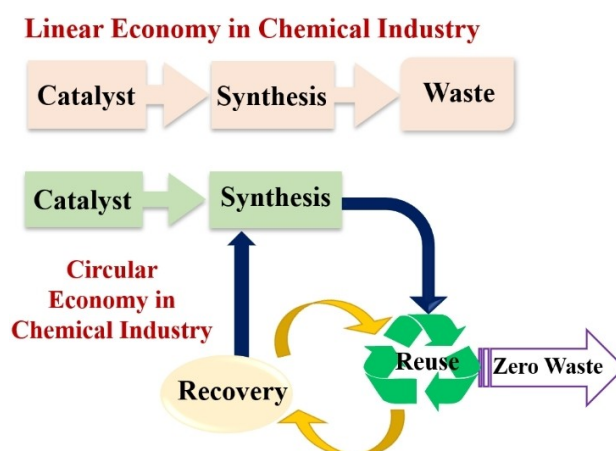 Linear Economy in Chemical Industry
Catalyst
Synthesis
Waste
Catalyst
Synthesis
Circular
Economy in
Chemical Industry
Reuse
Zero Waste
Recovery